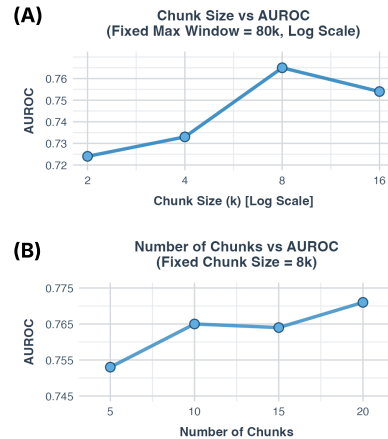 (A)
Chunk Size vs AUROC
(Fixed Max Window = 80k, Log Scale)
AUROC
0.76
0.75
0.74
0.73
0.72
2 4 8 16
Chunk Size (k) [Log Scale]
(B)
Number of Chunks vs AUROC
(Fixed Chunk Size = 8k)
AUROC
0.775
0.765
0.755
0.745
5 10 15 20
Number of Chunks